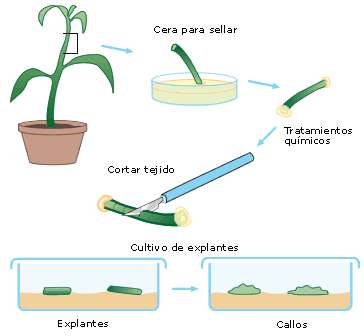 Cera para sellar
Tratamientos
químicos
Cortar tejido
Cultivo de explantes
Explantes
Callos